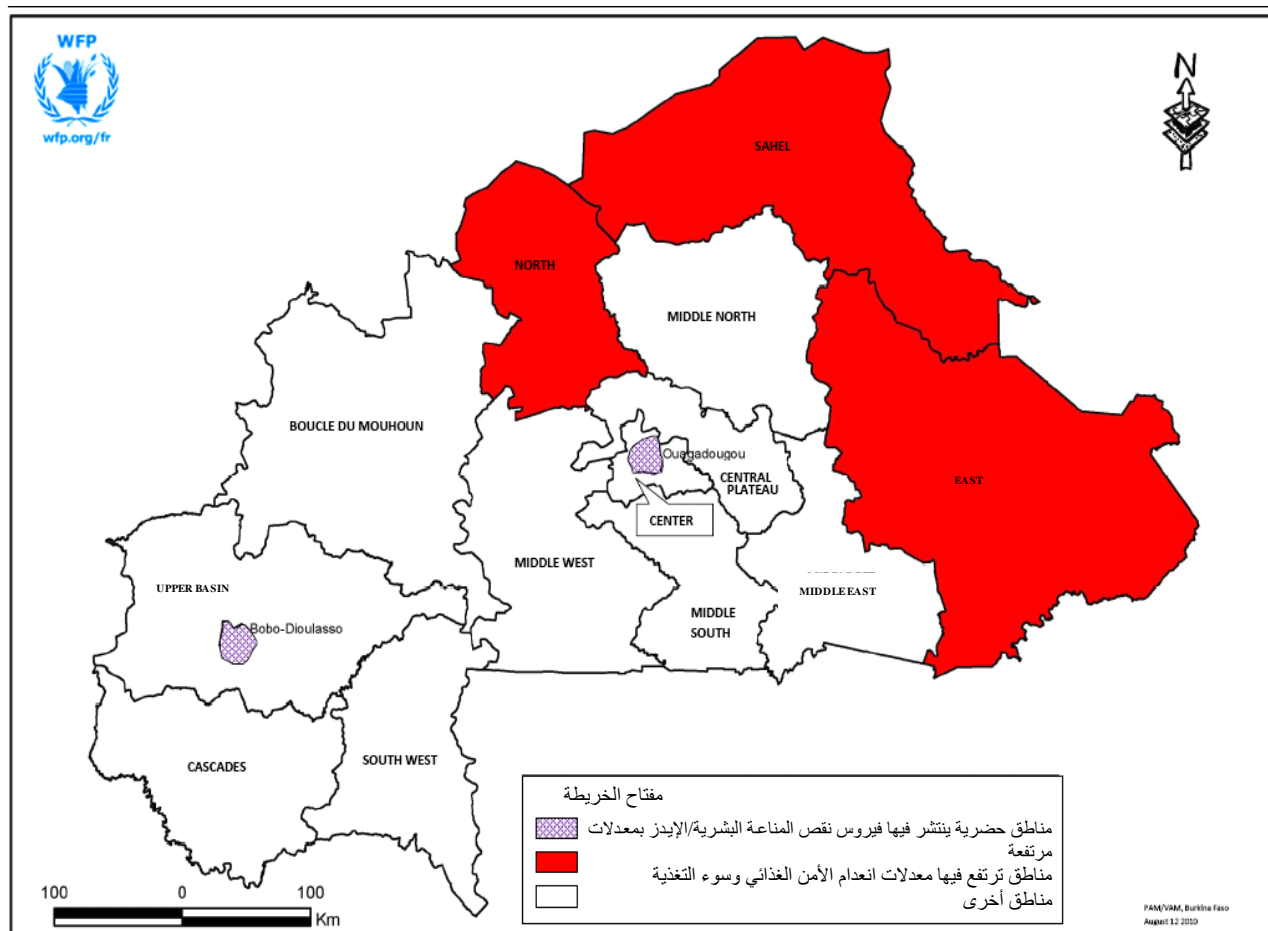 WFP
wfp.org/fr
N
SAHEL
NORTH
MIDDLE NORTH
BOUCLE DU MOUHOUN
Ouagadougou
CENTRAL
PLATEAU
EAST
CENTER
MIDDLE WEST
UPPER BASIN
MIDDLE EAST
Bobo-Dioulasso
MIDDLE
SOUTH
CASCADES
SOUTH WEST
مفتاح الخريطة
مناطق حضرية ينتشر فيها فيروس نقص المناعة البشرية/الإيدز بمعدلات
مرتفعة
مناطق ترتفع فيها معدلات انعدام الأمن الغذائي وسوء التغذية
مناطق أخرى
100 0 100
Km
PAM/VAM, Burkina Faso
August 12 2010